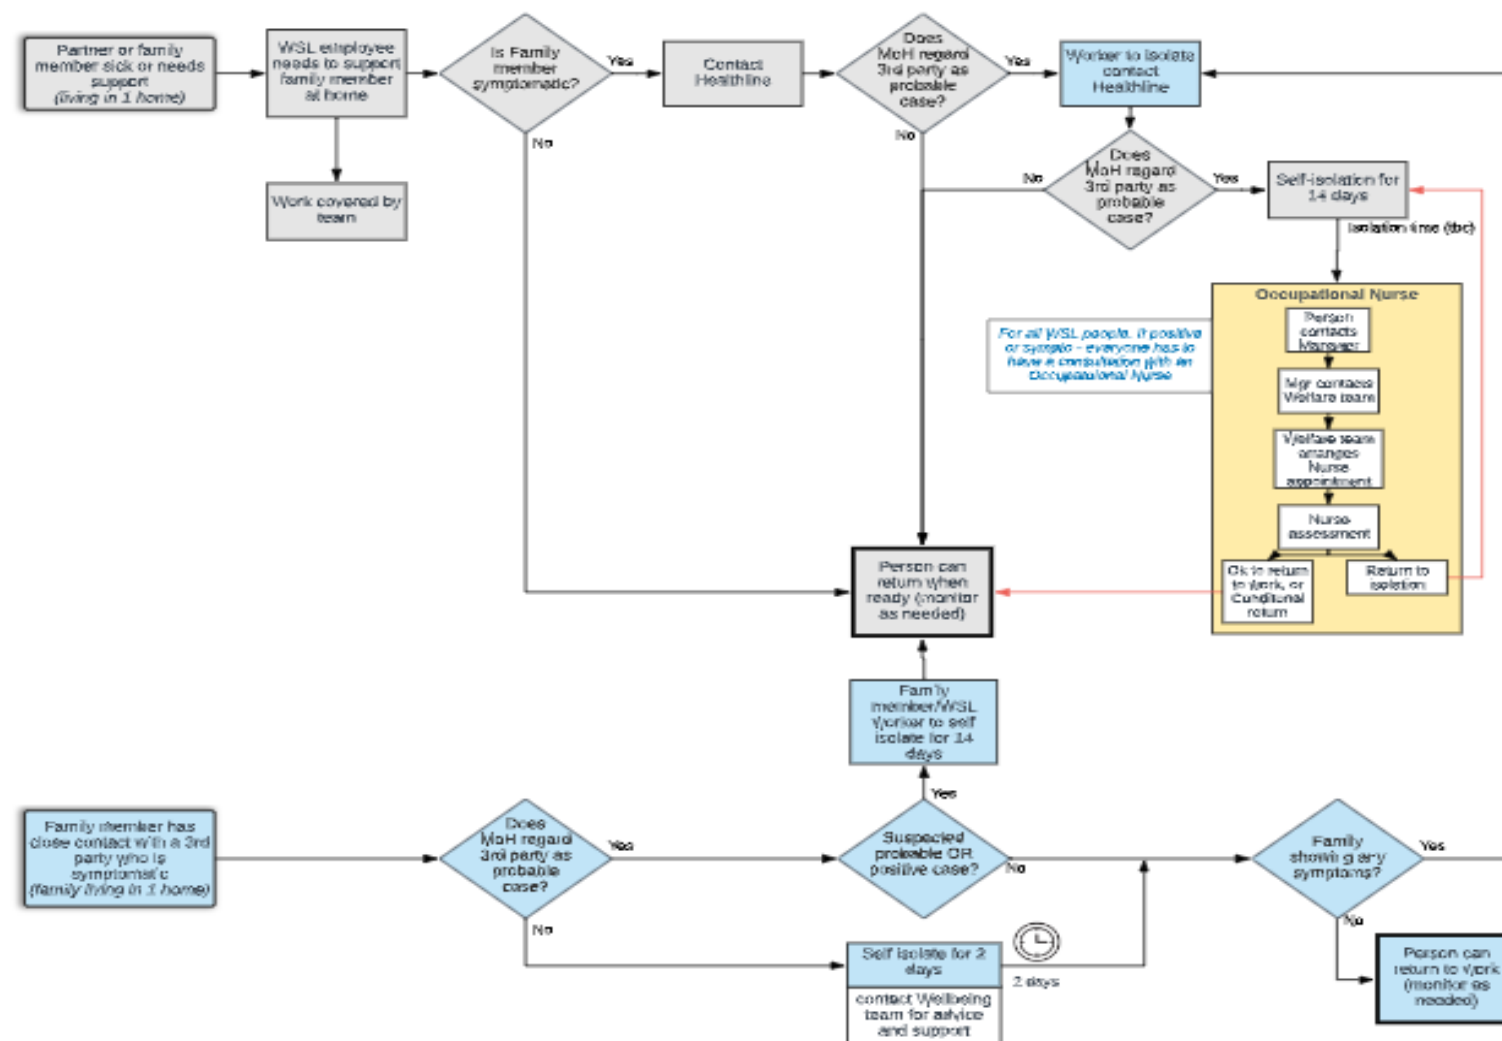 Partner or family
member sick or needs
support
(living in 1 home)
WSL employee
needs to support
family member
at home
Work covered by
team
Is Family
member
symptomatic?
Yes
No
Contact
Healthline
Does
MoH regard
3rd party as
probable
case?
Yes
No
Worker to isolate
contact
Healthline
Does
MoH regard
3rd party as
probable
case?
No
Yes
Self-isolation for
14 days
Isolation time (tbc)
For all WSL people, if positive
or sympto - everyone has to
have a consultation with an
Occupational Nurse
Occupational Nurse
Person
contacts
Manager
Mgr contacts
Welfare team
Welfare team
arranges
Nurse
appointment
Nurse
assessment
Ok to return
to work, or
Conditional
return
Return to
isolation
Person can
return when
ready (monitor
as needed)
Family
member/WSL
Worker to self
isolate for 14
days
Yes
Family member has
close contact with a 3rd
party who is
symptomatic
(family living in 1 home)
Does
MoH regard
3rd party as
probable
case?
Yes
No
Suspected
probable OR
positive case?
No
Self isolate for 2
days
contact Wellbeing
team for advice
and support
2 days
Family
showing any
symptoms?
Yes
No
Person can
return to Work
(monitor as
needed)